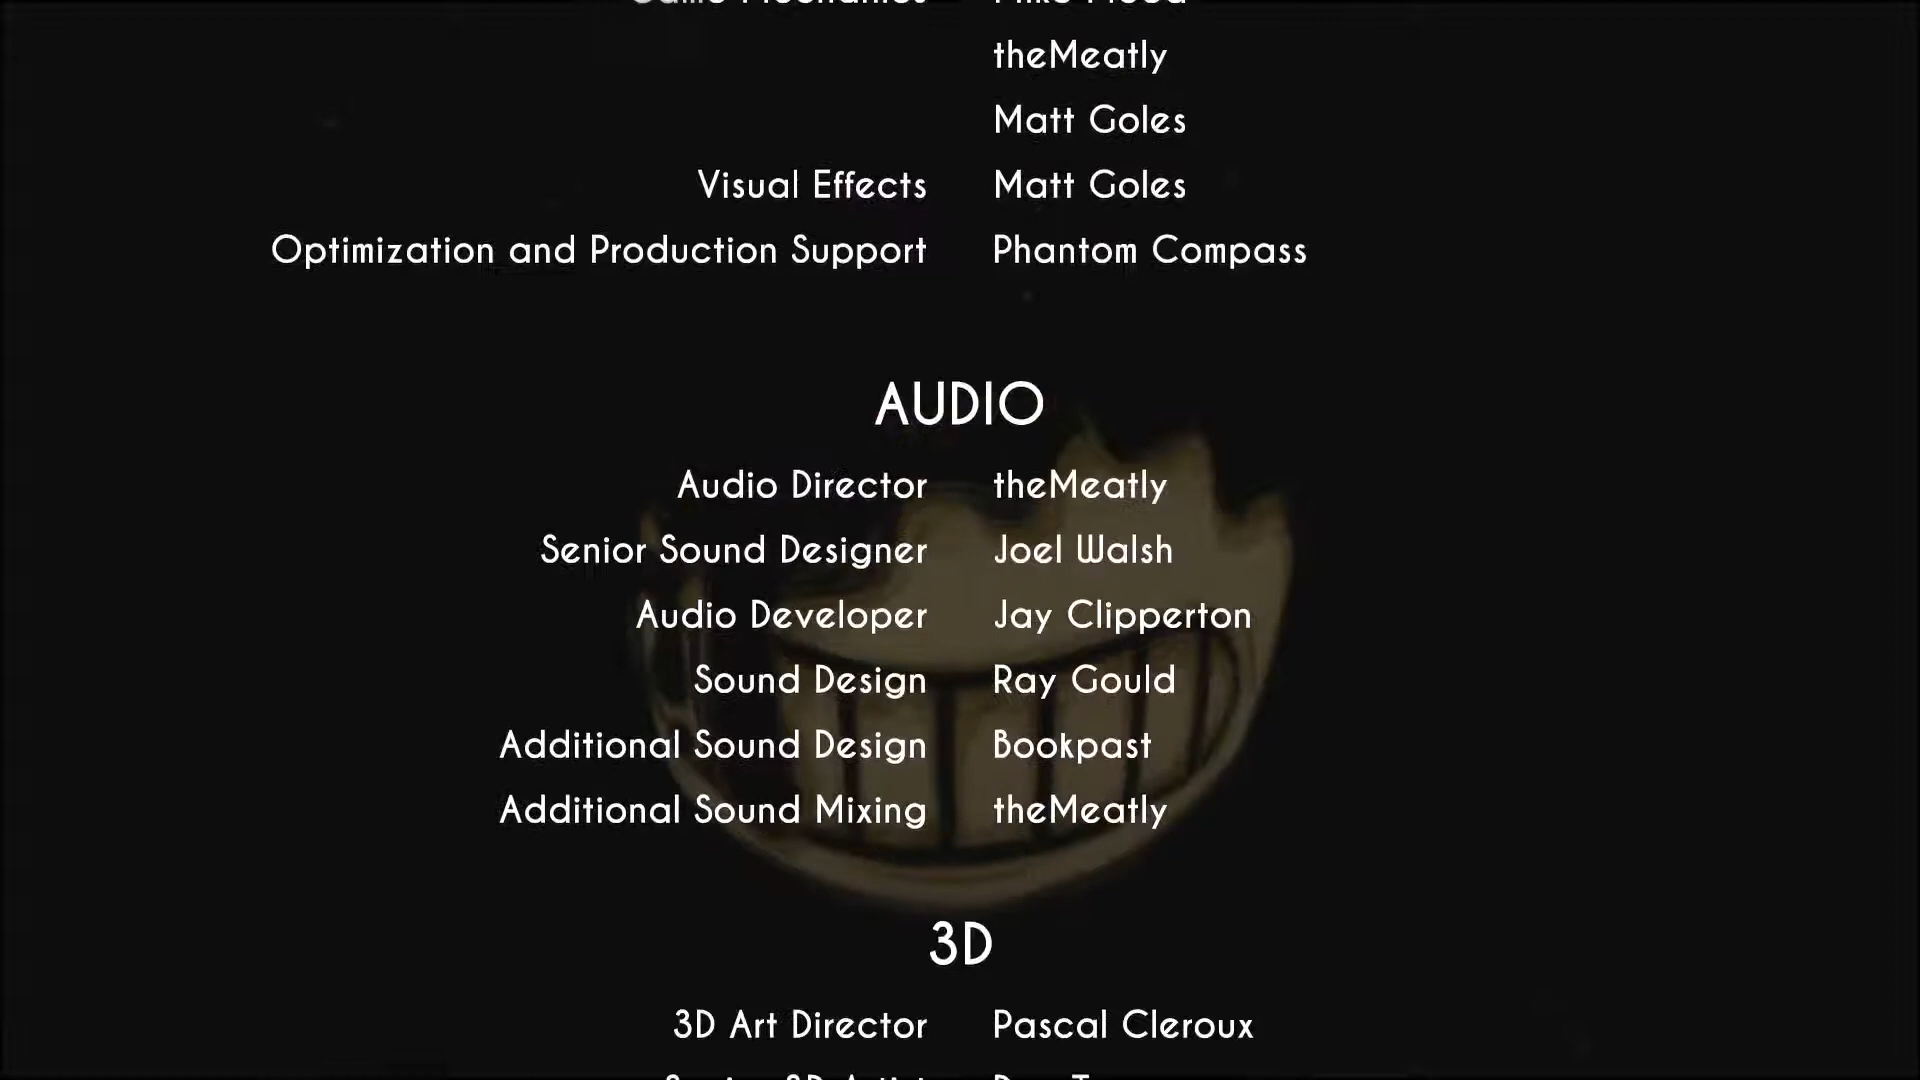 theMeatly
Matt Goles
Visual Effects Matt Goles
Optimization and Production Support Phantom Compass
AUDIO
Audio Director theMeatly
Senior Sound Designer Joel Walsh
Audio Developer Jay Clipperton
Sound Design Ray Gould
Additional Sound Design Bookpast
Additional Sound Mixing theMeatly
3D
3D Art Director Pascal Cleroux